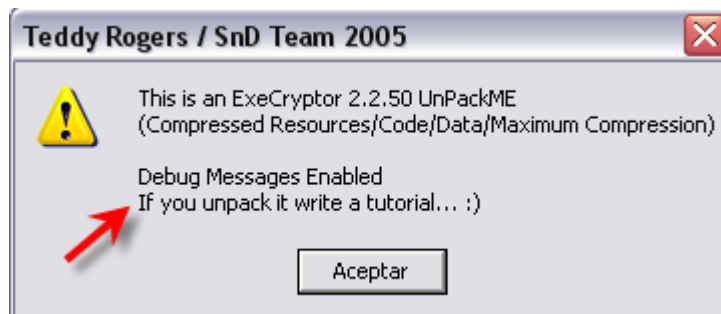 Teddy Rogers / SnD Team 2005
This is an ExeCryptor 2.2.50 UnPackME
(Compressed Resources/Code/Data/Maximum Compression)
Debug Messages Enabled
If you unpack it write a tutorial... :)
Aceptar